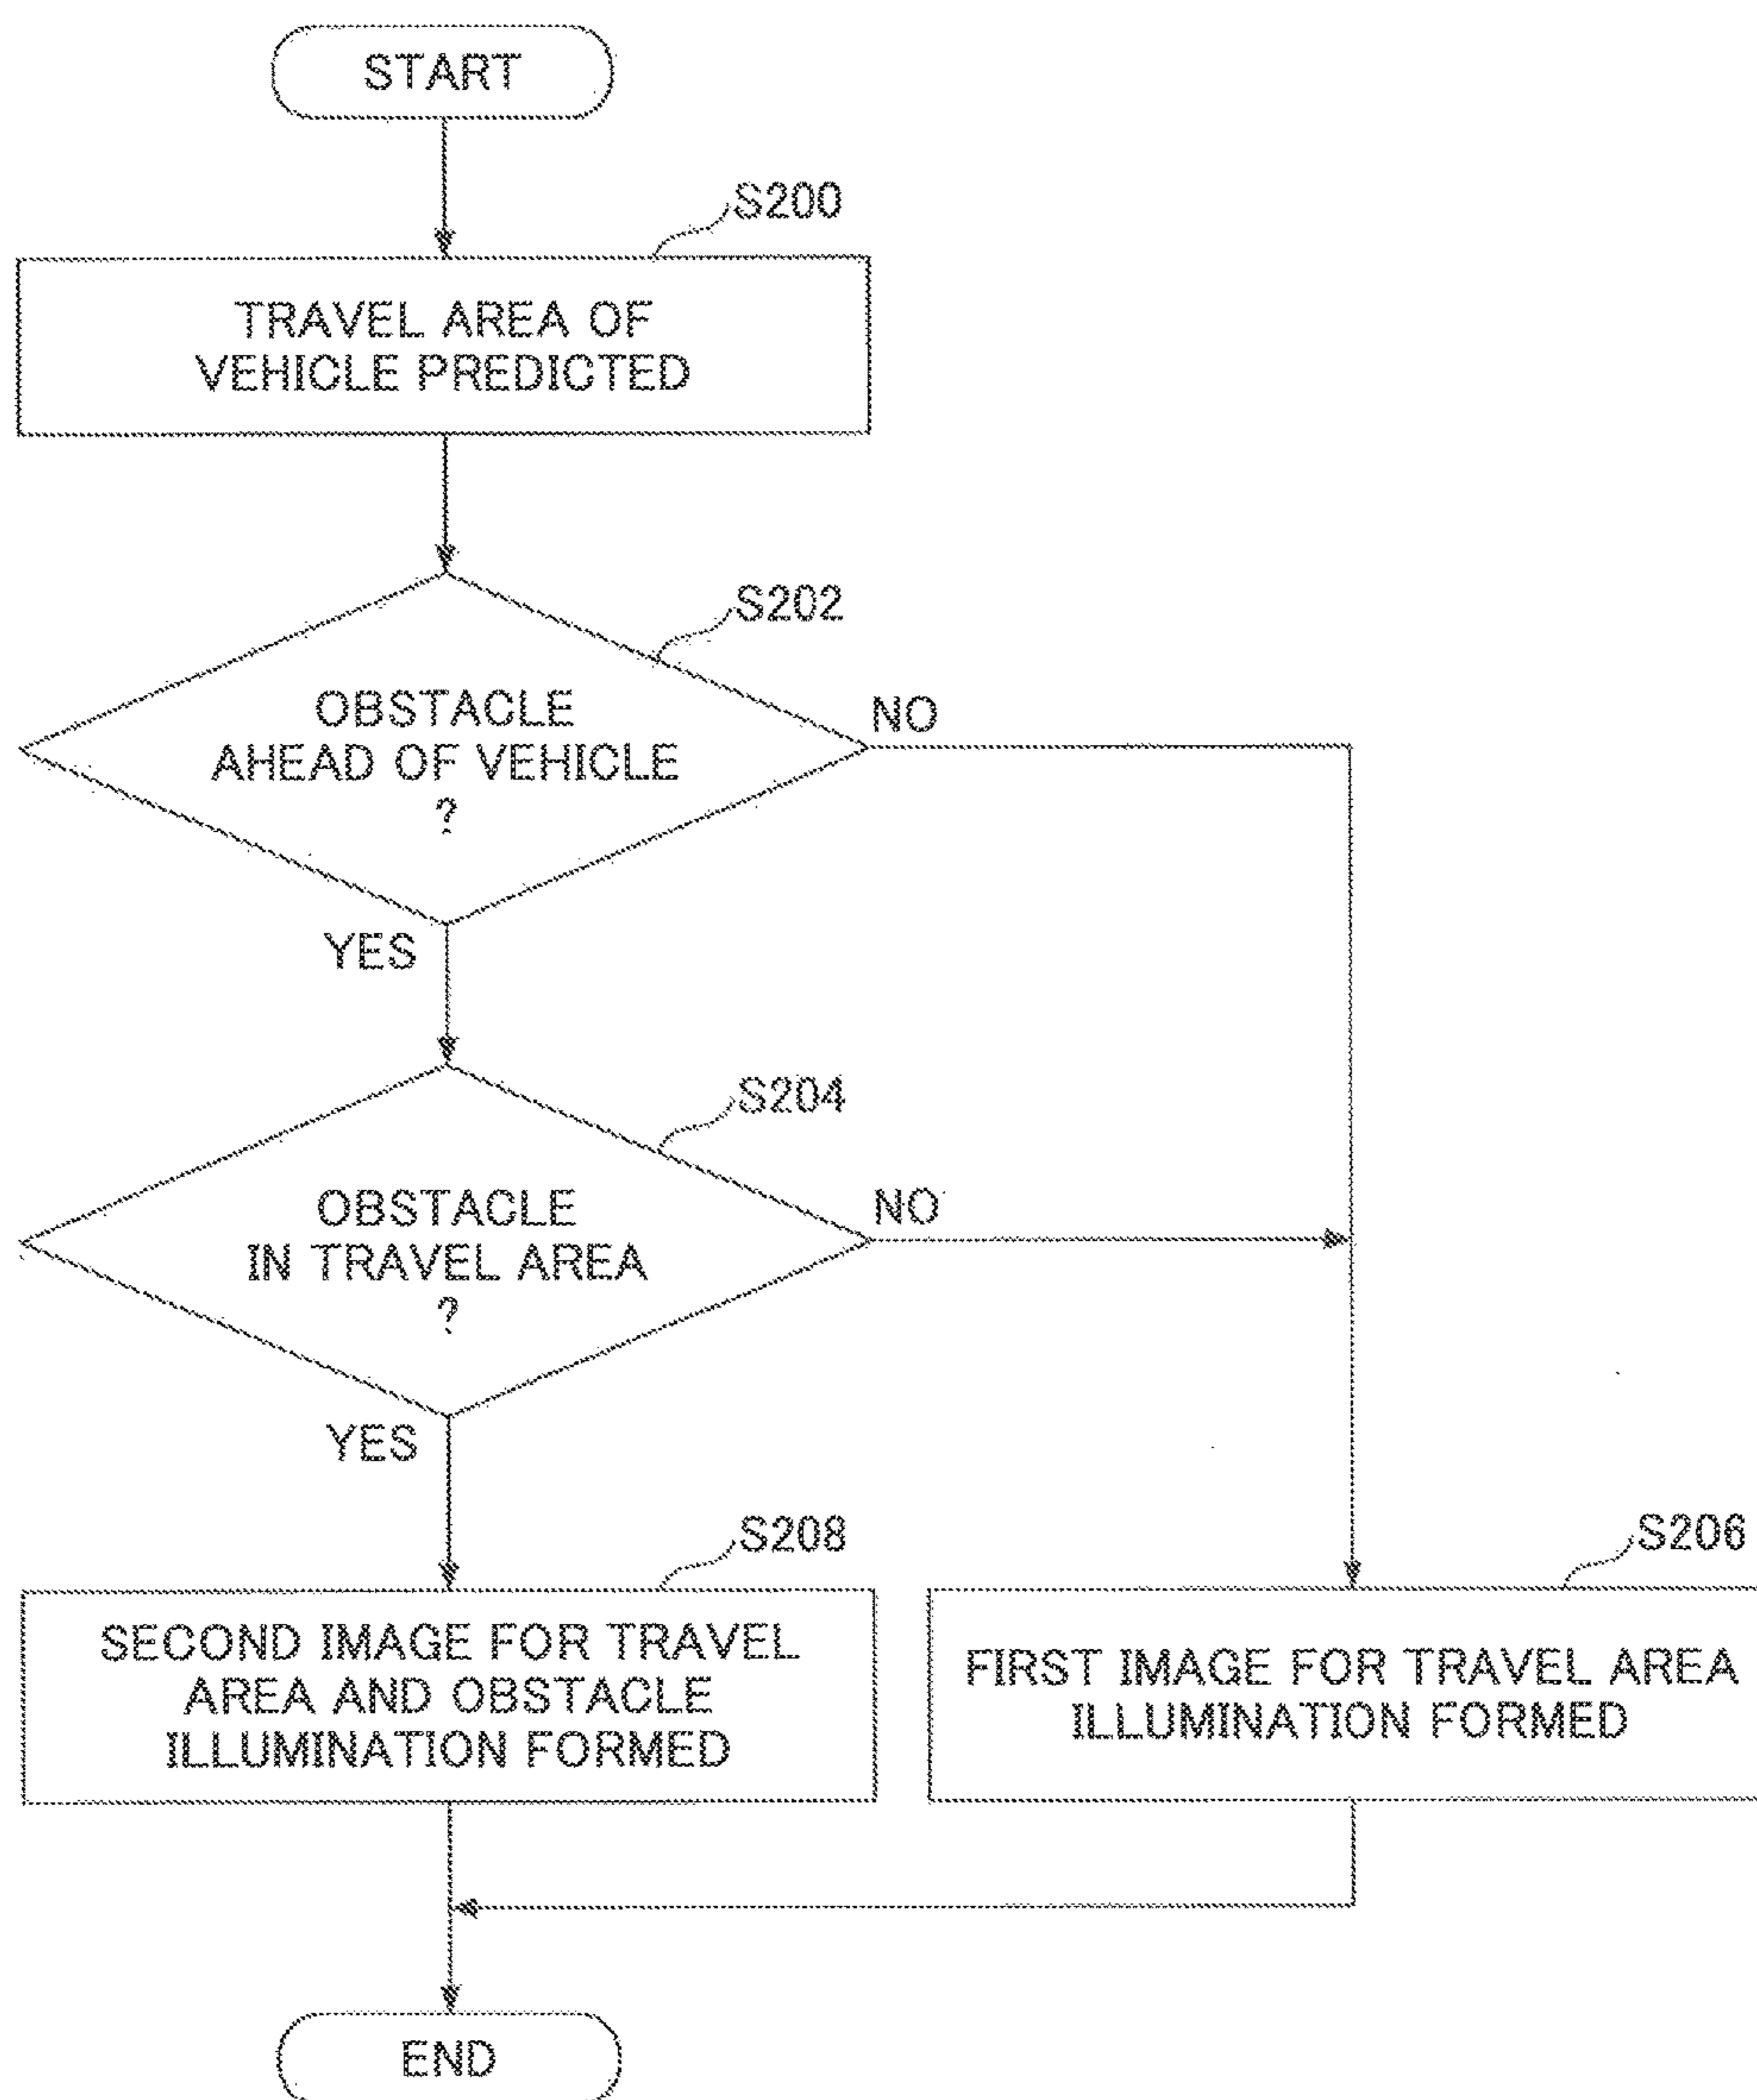 START
S200
TRAVEL AREA OF
VEHICLE PREDICTED
S202
OBSTACLE
AHEAD OF VEHICLE
?
NO
YES
S204
OBSTACLE
IN TRAVEL AREA
?
NO
YES
S208
SECOND IMAGE FOR TRAVEL
AREA AND OBSTACLE
ILLUMINATION FORMED
S206
FIRST IMAGE FOR TRAVEL AREA
ILLUMINATION FORMED
END